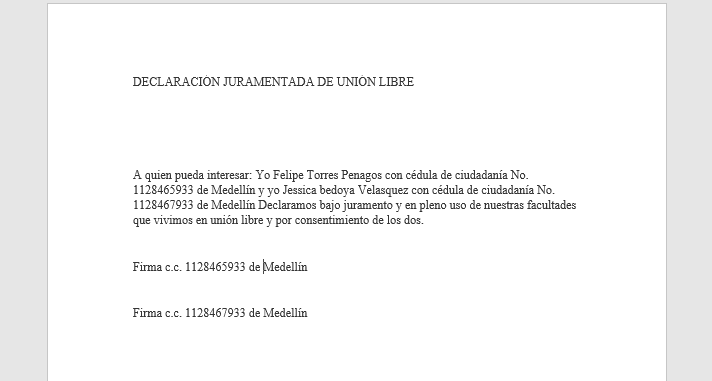 DECLARACIÓN JURAMENTADA DE UNIÓN LIBRE
A quien pueda interesar: Yo Felipe Torres Penagos con cédula de ciudadanía No.
1128465933 de Medellín y yo Jessica bedoya Velasquez con cédula de ciudadanía No.
1128467933 de Medellín Declaramos bajo juramento y en pleno uso de nuestras facultades
que vivimos en unión libre y por consentimiento de los dos.
Firma c.c. 1128465933 de Medellín
Firma c.c. 1128467933 de Medellín